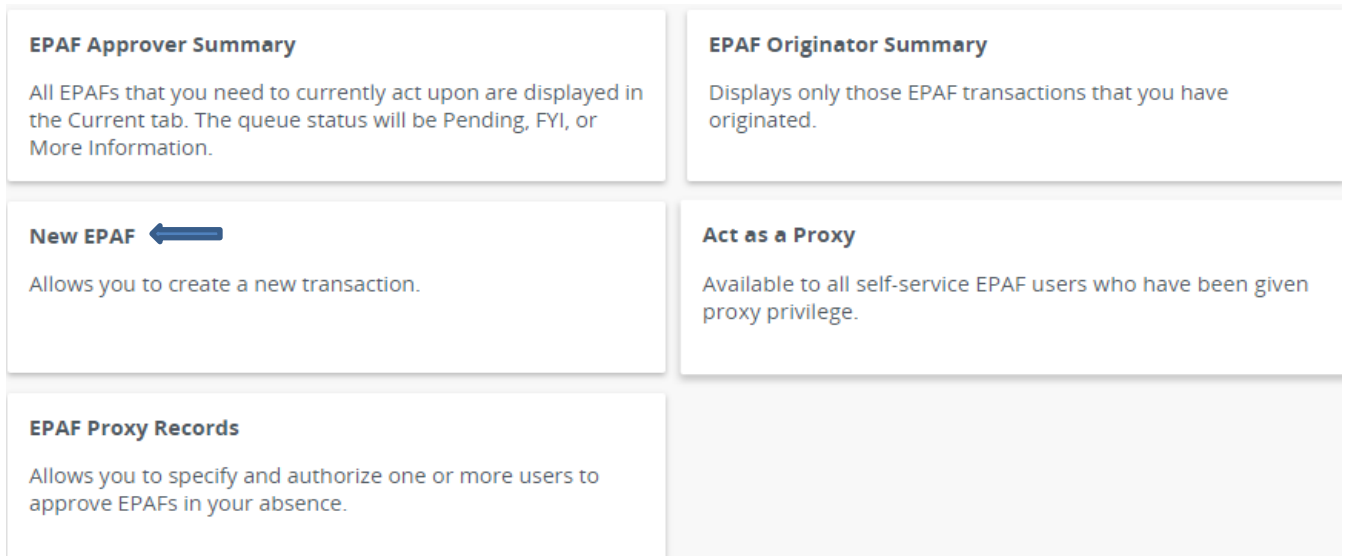 EPAF Approver Summary
All EPAFs that you need to currently act upon are displayed in
the Current tab. The queue status will be Pending, FYI, or
More Information.
EPAF Originator Summary
Displays only those EPAF transactions that you have
originated.
New EPAF
Allows you to create a new transaction.
Act as a Proxy
Available to all self-service EPAF users who have been given
proxy privilege.
EPAF Proxy Records
Allows you to specify and authorize one or more users to
approve EPAFs in your absence.